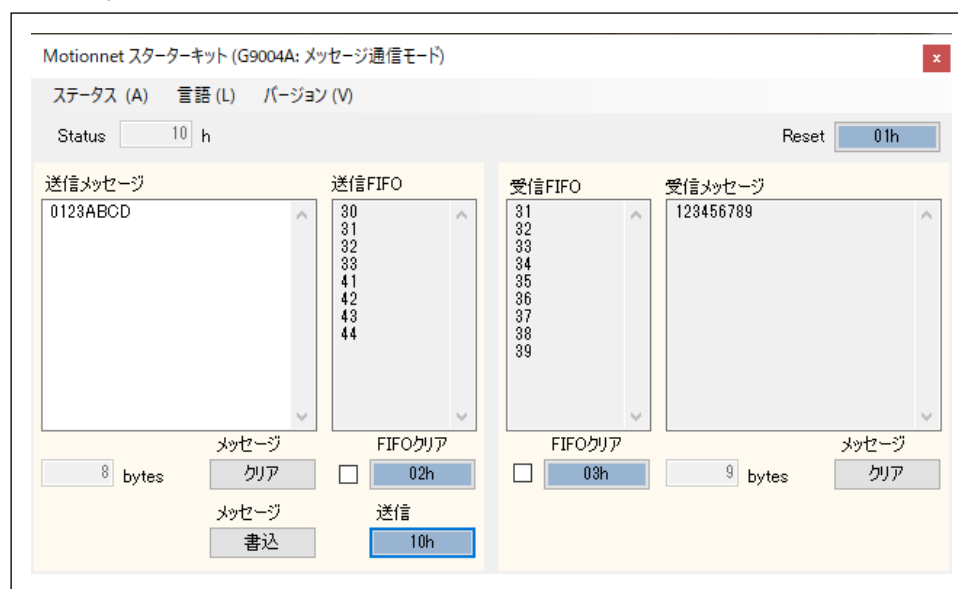 Motionnet スターターキット (G9004A: メッセージ通信モード)
x
ステータス (A) 言語 (L) バージョン (V)
Status 10 h
Reset 01h
送信メッセージ
0123ABCD
送信FIFO
30
31
32
33
41
42
43
44
受信FIFO
31
32
33
34
35
36
37
38
39
受信メッセージ
123456789
8 bytes
メッセージ
クリア
FIFOクリア
02h
メッセージ
書込
送信
10h
FIFOクリア
03h
9 bytes
メッセージ
クリア